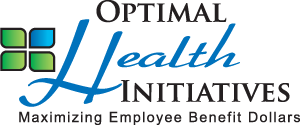 OPTIMAL
Health
INITIATIVES
Maximizing Employee Benefit Dollars